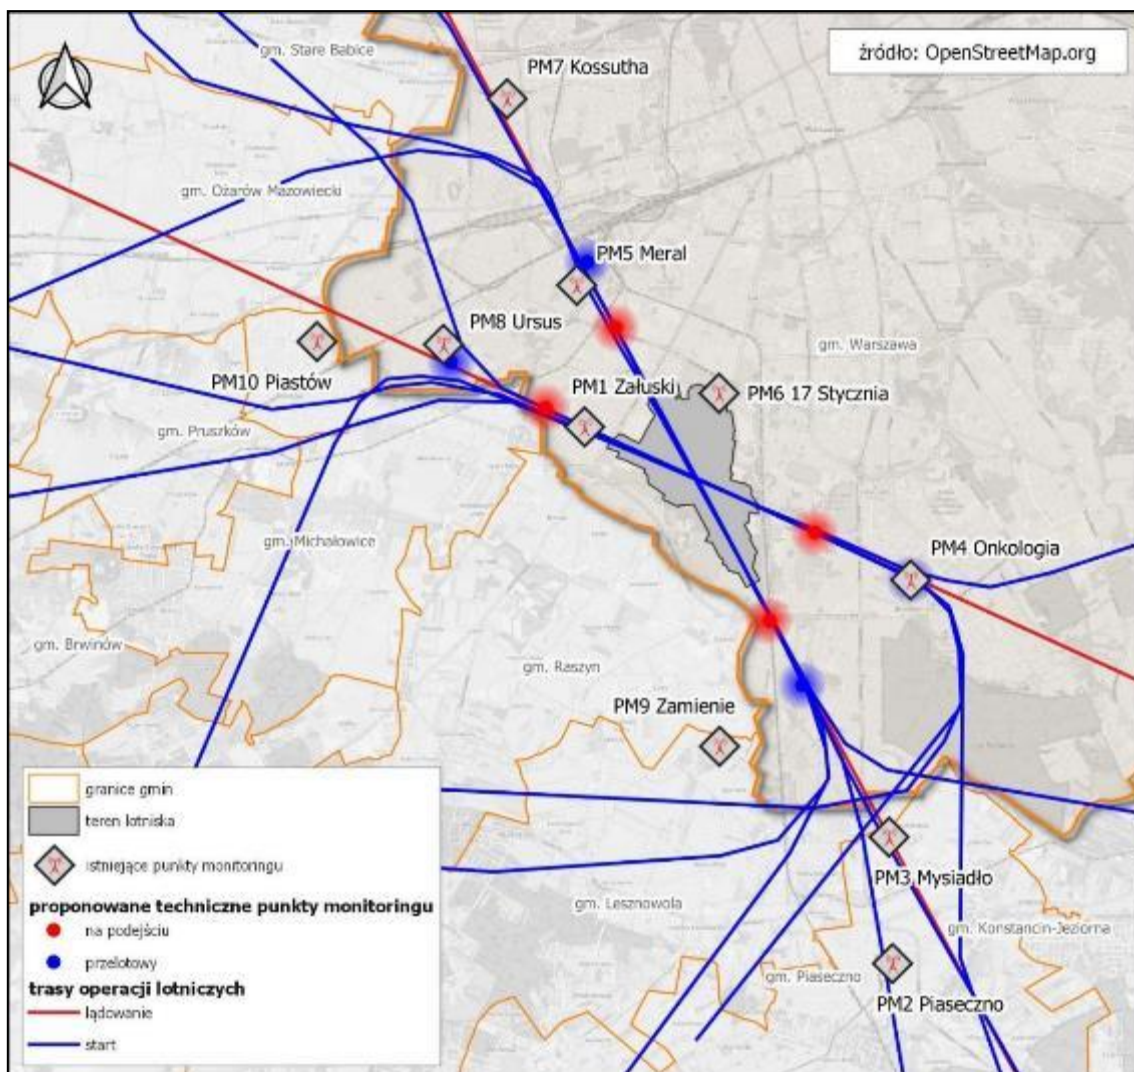 gm. Stare Babice
źródło: OpenStreetMap.org
PM7 Kossutha
gm. Ożarów Mazowiecki
PM5 Meral
PM8 Ursus
gm. Warszawa
PM10 Piastów
PM1 Załuski
PM6 17 Stycznia
gm. Pruszków
gm. Michałowice
PM4 Onkologia
gm. Brwinów
gm. Raszyn
PM9 Zamienie
granice gmin
teren lotniska
istniejące punkty monitoringu
proponowane techniczne punkty monitoringu
na podejściu
przelotowy
trasy operacji lotniczych
lądowanie
start
PM3 Mysiadło
gm. Lesznowola
gm. Konstancin-Jeziorna
gm. Piaseczno
PM2 Piaseczno